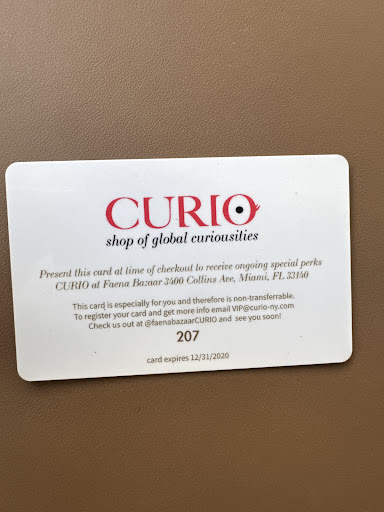 CURIO
shop of global curiousities
Present this card at time of checkout to receive ongoing special perks
CURIO at Faena Bazaar 3400 Collins Ave, Miami, FL 33140
This card is especially for you and therefore is non-transferrable.
To register your card and get more info email VIP@curio-ny.com
Check us out at @faenabazaarCURIO and see you soon!
207
card expires 12/31/2020